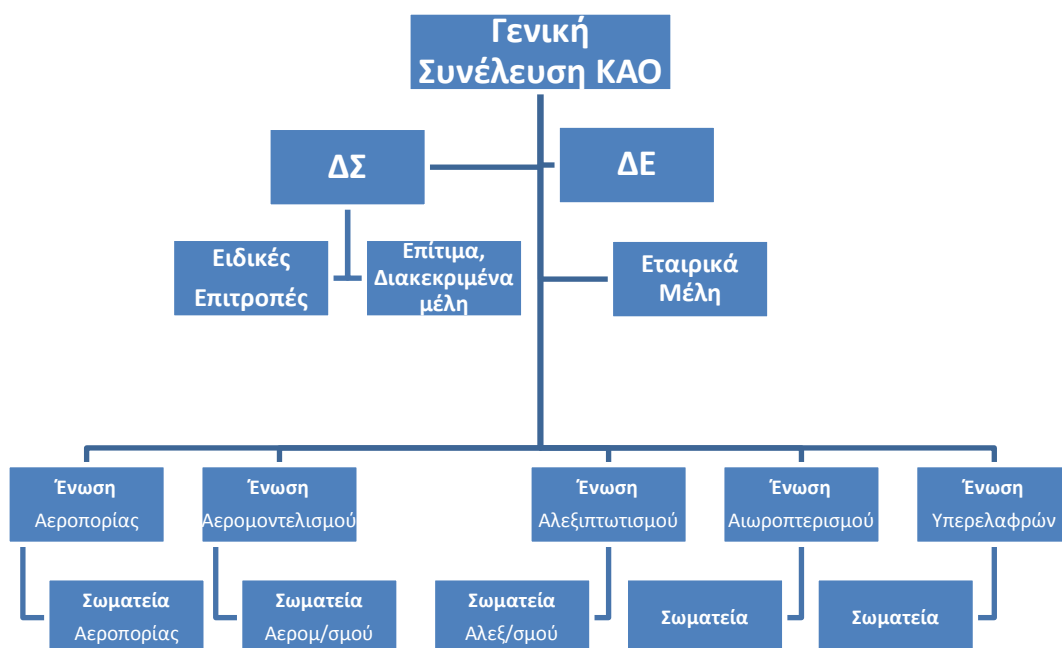 Γενική
Συνέλευση ΚΑΟ
ΔΣ
ΔΕ
Ειδικές
Επιτροπές
Επίτιμα,
Διακεκριμένα
μέλη
Εταιρικά
Μέλη
Ένωση
Αεροπορίας
Ένωση
Αερομοντελισμού
Ένωση
Αλεξιπτωτισμού
Ένωση
Αιωροπτερισμού
Ένωση
Υπερελαφρών
Σωματεία
Αεροπορίας
Σωματεία
Αερομ/σμού
Σωματεία
Αλεξ/σμού
Σωματεία
Σωματεία